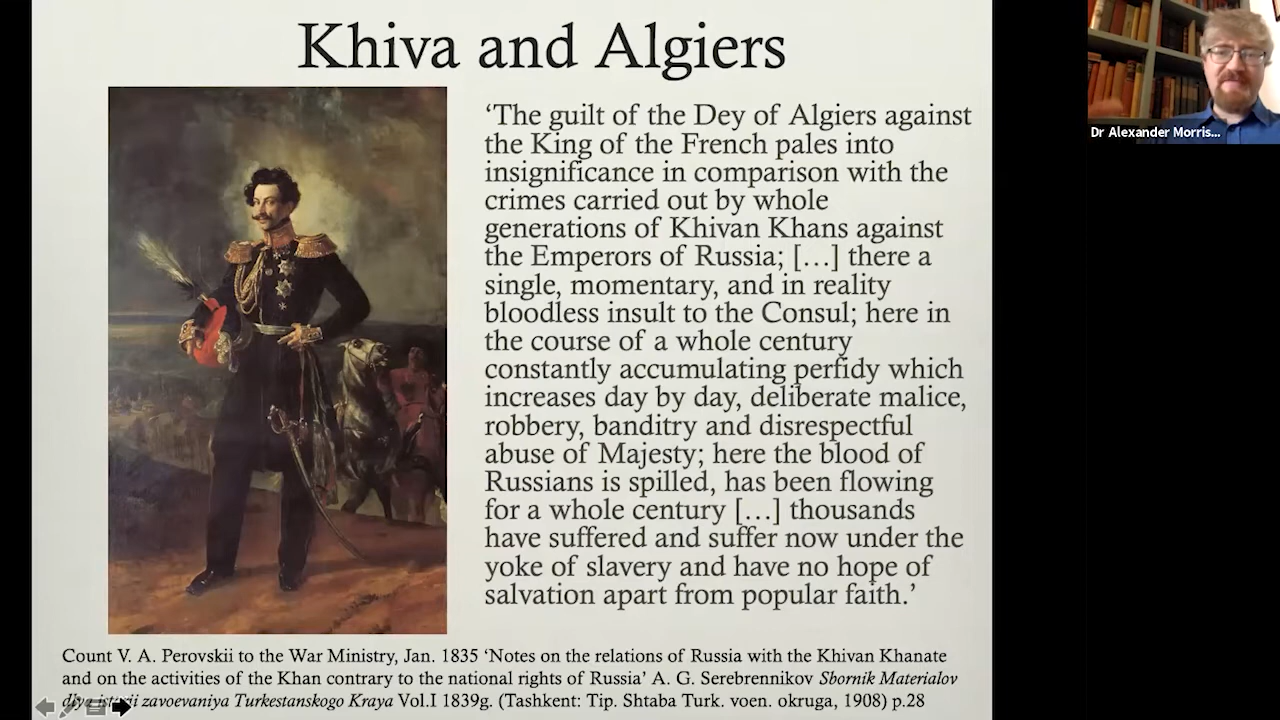 Khiva and Algiers
‘The guilt of the Dey of Algiers against
the King of the French pales into
insignificance in comparison with the
crimes carried out by whole
generations of Khivan Khans against
the Emperors of Russia; […] there a
single, momentary, and in reality
bloodless insult to the Consul; here in
the course of a whole century
constantly accumulating perfidy which
increases day by day, deliberate malice,
robbery, banditry and disrespectful
abuse of Majesty; here the blood of
Russians is spilled, has been flowing
for a whole century […] thousands
have suffered and suffer now under the
yoke of slavery and have no hope of
salvation apart from popular faith.’
Count V. A. Perovskii to the War Ministry, Jan. 1835 ‘Notes on the relations of Russia with the Khivan Khanate
and on the activities of the Khan contrary to the national rights of Russia’ A. G. Serebrennikov Sbornik Materialov
zavoevaniya Turkestanskogo Kraya Vol.I 1839g. (Tashkent: Tip. Shtaba Turk. voen. okruga, 1908) p.28
Dr Alexander Morris...